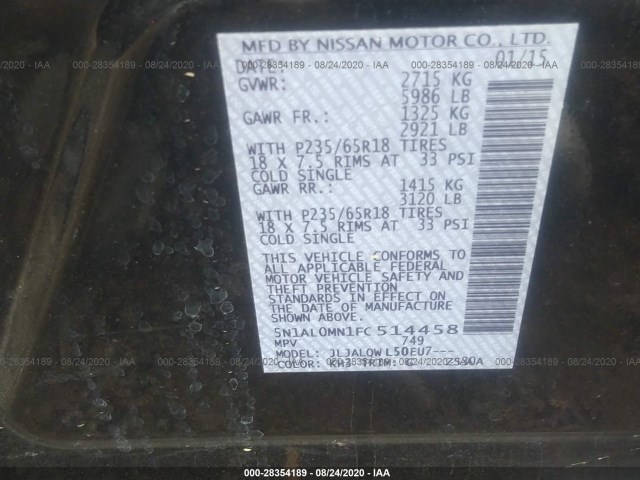 MFD BY NISSAN MOTOR CO., LTD.
DATE: 01/15
GVWR: 2715 KG
5986 LB
GAWR FR.: 1325 KG
2921 LB
WITH P235/65R18 TIRES
18 X 7.5 RIMS AT 33 PSI
COLD SINGLE
GAWR RR.: 1415 KG
3120 LB
WITH P235/65R18 TIRES
18 X 7.5 RIMS AT 33 PSI
COLD SINGLE
THIS VEHICLE CONFORMS TO
ALL APPLICABLE FEDERAL
MOTOR VEHICLE SAFETY AND
THEFT PREVENTION
STANDARDS IN EFFECT ON
THE DATE OF MANUFACTURE
SHOWN ABOVE.
5N1AL0MN1FC514458
MPV 749
MODEL: JLJALOWL50EU7---
COLOR: KH3 TRIM: G
000-28354189 - 08/24/2020 - IAA